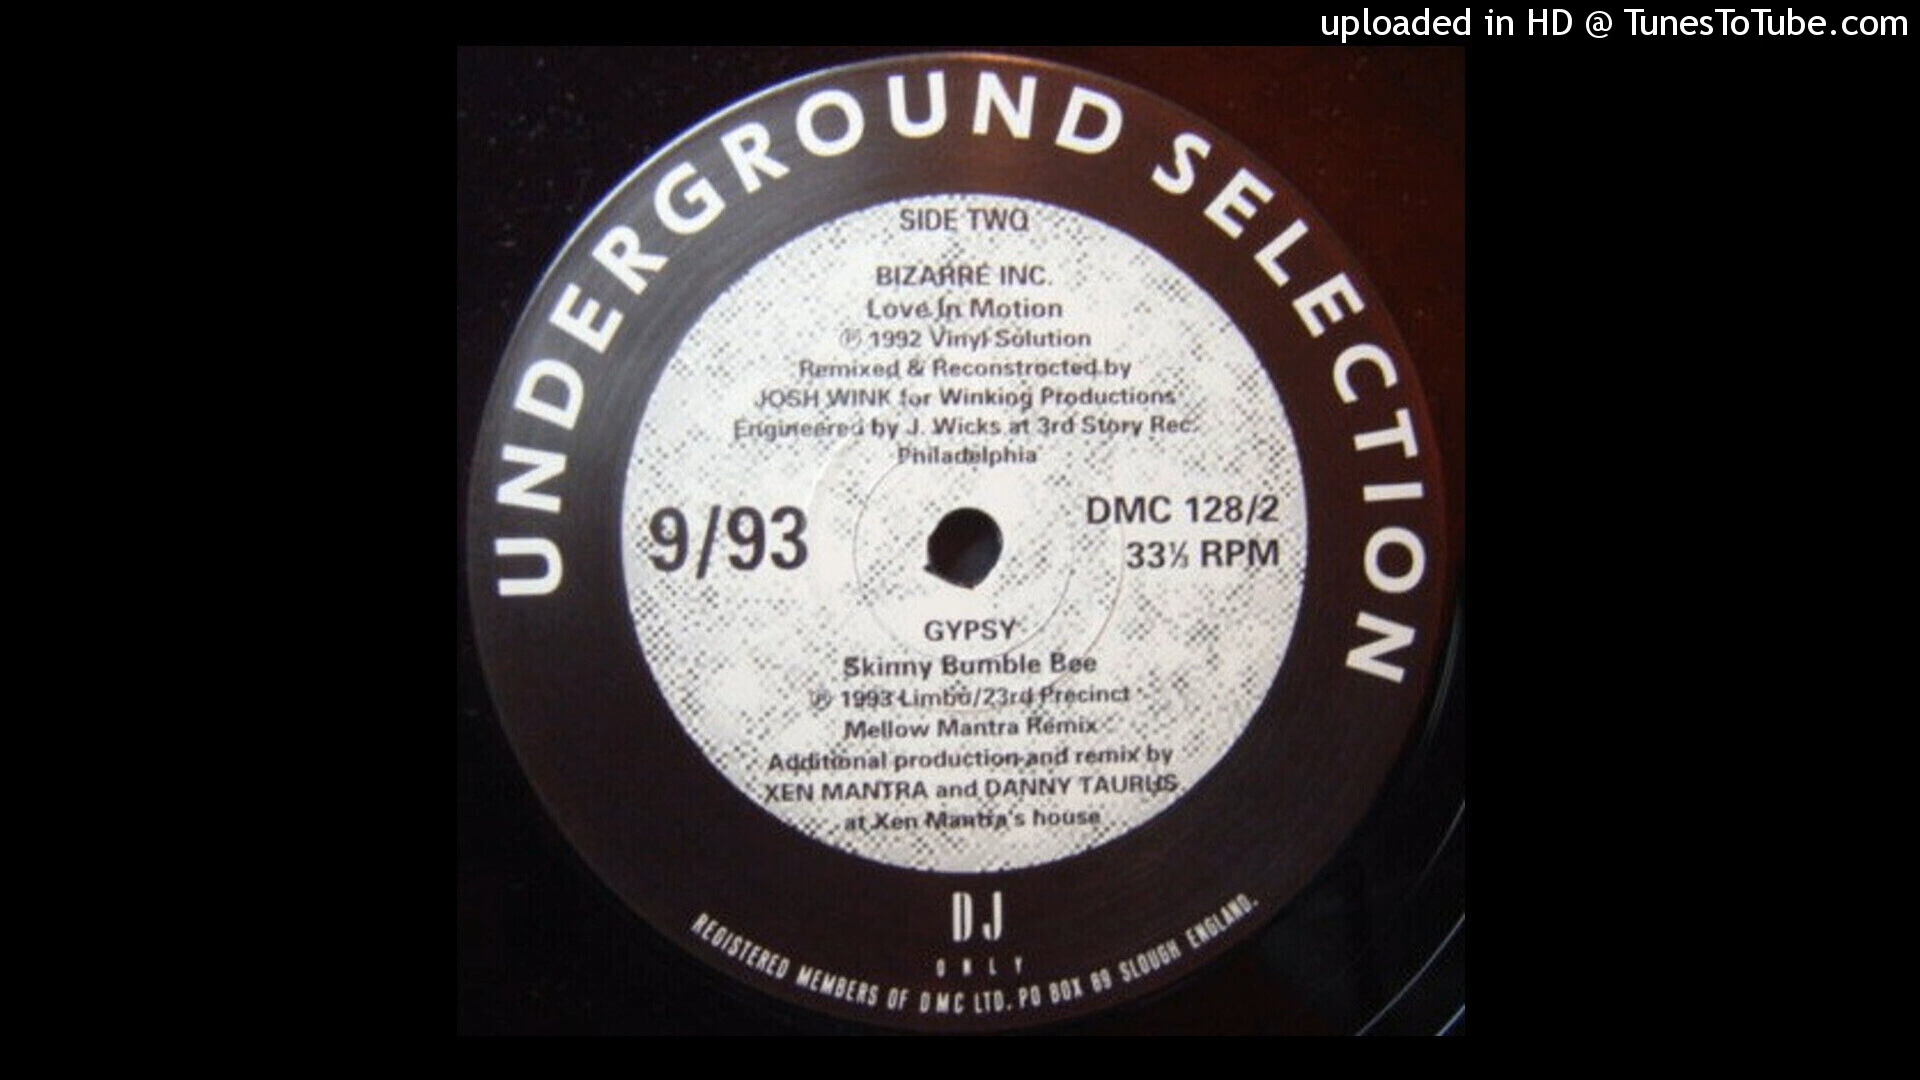 uploaded in HD @ TunesToTube.com
UNDERGROUND SELECTION
SIDE TWO
BIZARRE INC.
Love In Motion
℗ 1992 Vinyl Solution
Remixed & Reconstructed by
JOSH WINK for Winking Productions
Engineered by J. Wicks at 3rd Story Rec.
Philadelphia
9/93
DMC 128/2
33⅓ RPM
GYPSY
Skinny Bumble Bee
℗ 1993 Limbo/23rd Precinct
Mellow Mantra Remix
Additional production and remix by
XEN MANTRA and DANNY TAURUS
at Xen Mantra's house
DJ
ONLY
REGISTERED MEMBERS OF DMC LTD. PO BOX 89 SLOUGH ENGLAND.